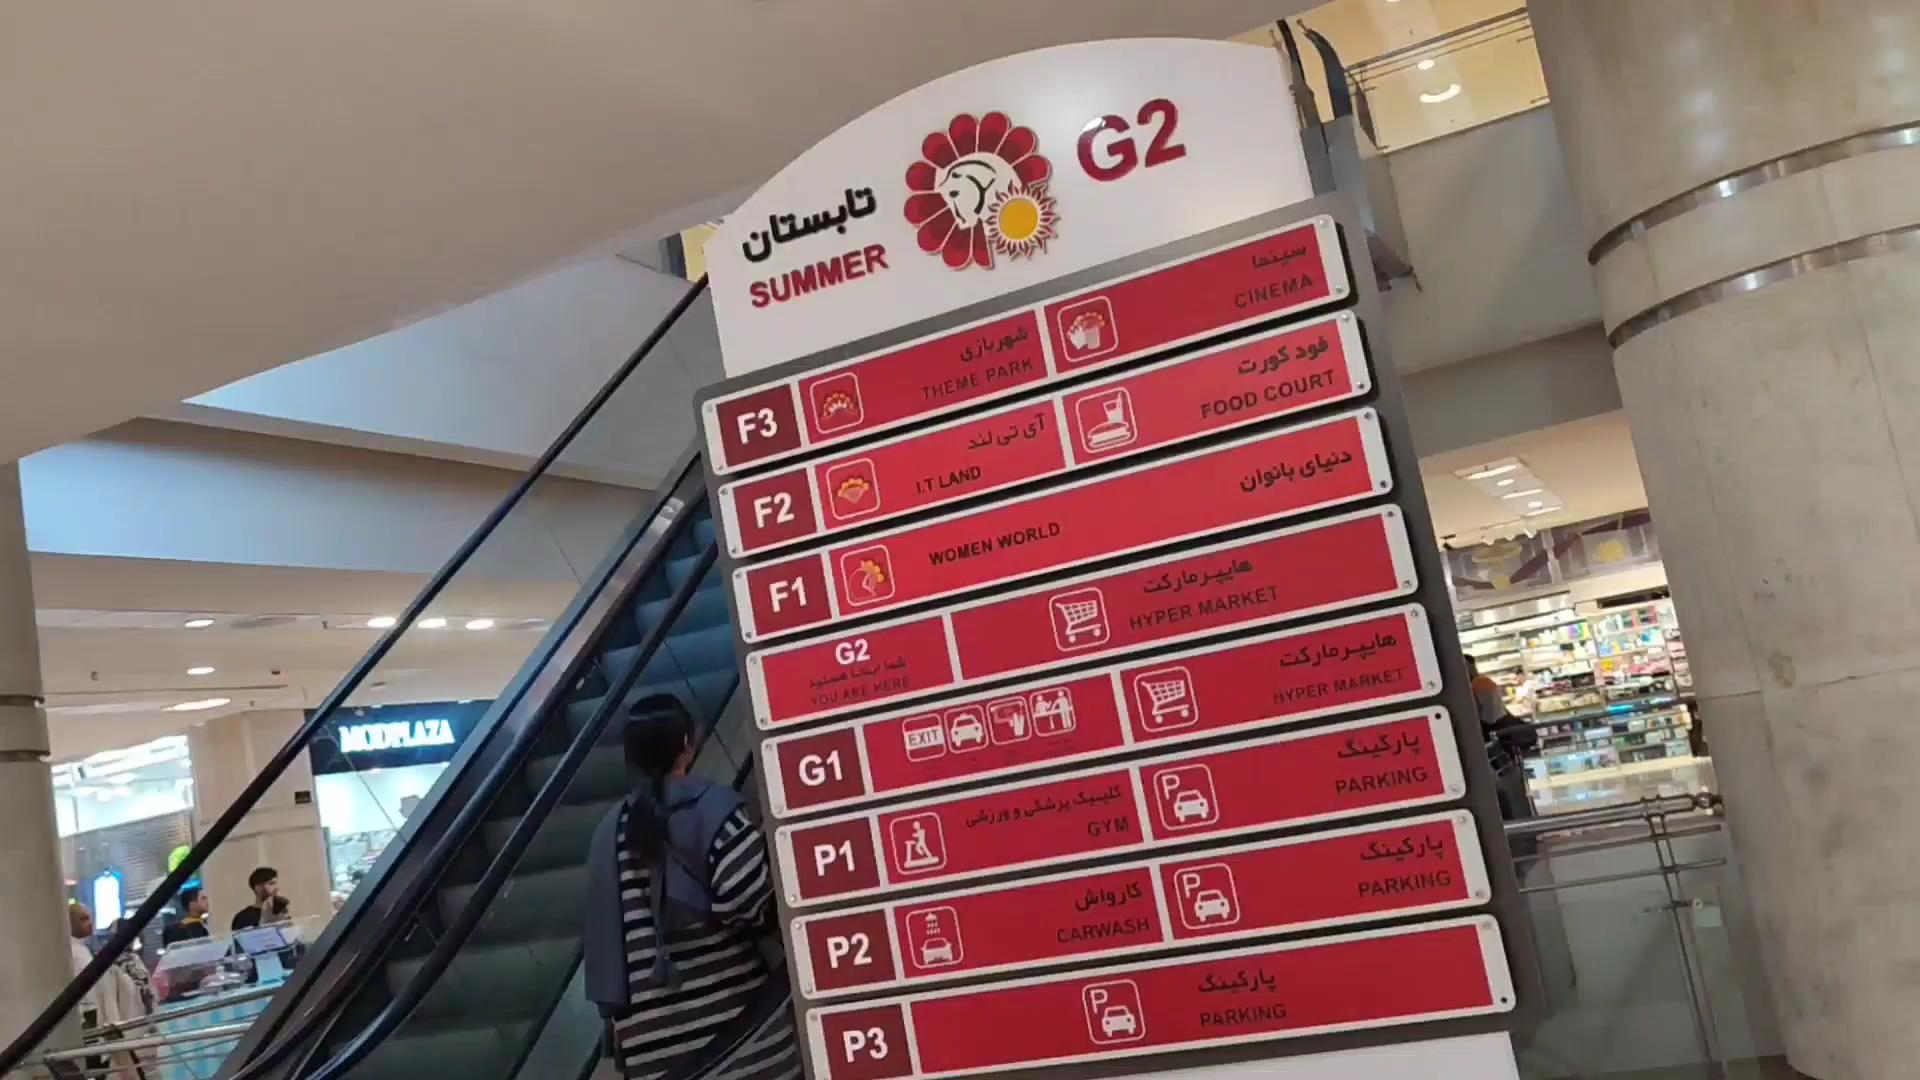 G2
تابستان
SUMMER
سینما
CINEMA
شهربازی
THEME PARK
F3
فود کورت
FOOD COURT
آی تی لند
I.T LAND
F2
دنیای بانوان
WOMEN WORLD
F1
هایپرمارکت
HYPER MARKET
G2
شما اینجا هستید
YOU ARE HERE
هایپرمارکت
HYPER MARKET
EXIT
G1
پارکینگ
P
PARKING
کلینیک پزشکی و ورزشی
GYM
P1
پارکینگ
P
PARKING
کارواش
CARWASH
P2
پارکینگ
P
PARKING
P3
MODPLAZA